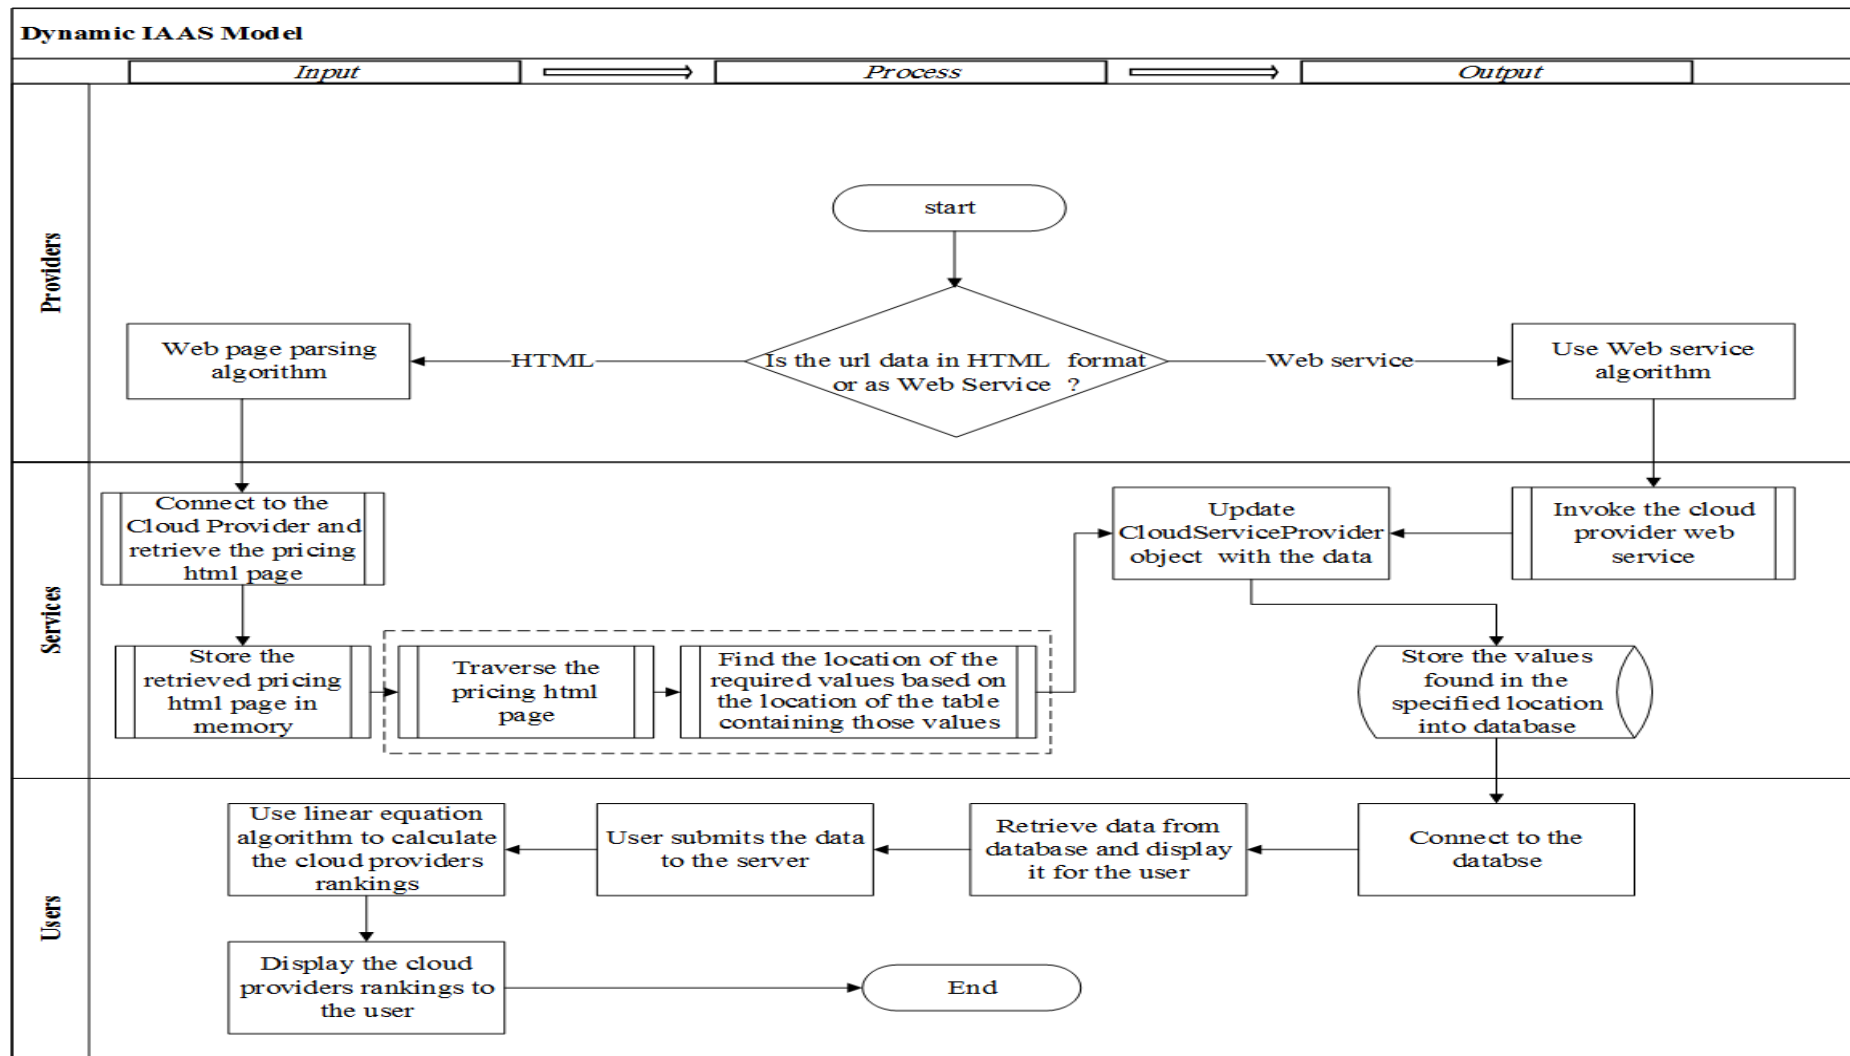 Dynamic IAAS Model
Input
Process
Output
Providers
start
Is the url data in HTML format
or as Web Service ?
HTML
Web service
Web page parsing
algorithm
Use Web service
algorithm
Services
Connect to the
Cloud Provider and
retrieve the pricing
html page
Update
CloudServiceProvider
object with the data
Invoke the cloud
provider web
service
Store the
retrieved pricing
html page in
memory
Traverse the
pricing html
page
Find the location of the
required values based on
the location of the table
containing those values
Store the values
found in the
specified location
into database
Users
Use linear equation
algorithm to calculate
the cloud providers
rankings
User submits the data
to the server
Retrieve data from
database and display
it for the user
Connect to the
databse
Display the cloud
providers rankings to
the user
End